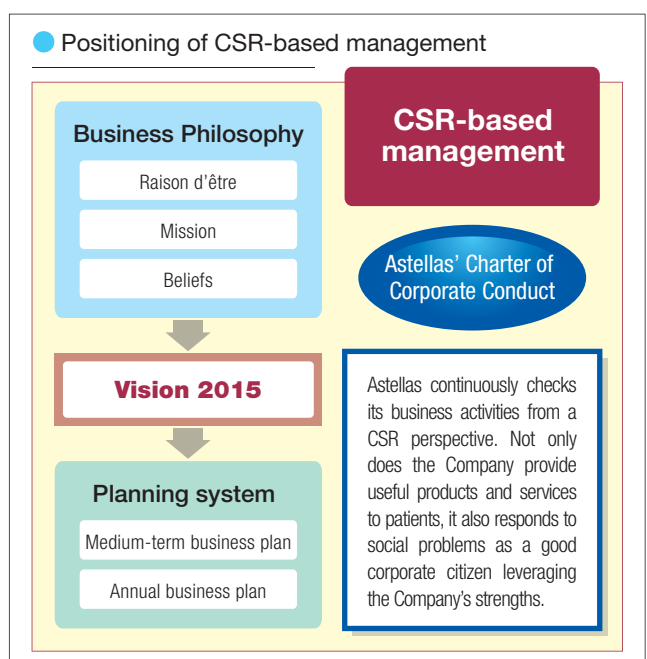 Positioning of CSR-based management
Business Philosophy
Raison d'être
Mission
Beliefs
Vision 2015
Planning system
Medium-term business plan
Annual business plan
CSR-based
management
Astellas' Charter of
Corporate Conduct
Astellas continuously checks
its business activities from a
CSR perspective. Not only
does the Company provide
useful products and services
to patients, it also responds to
social problems as a good
corporate citizen leveraging
the Company's strengths.